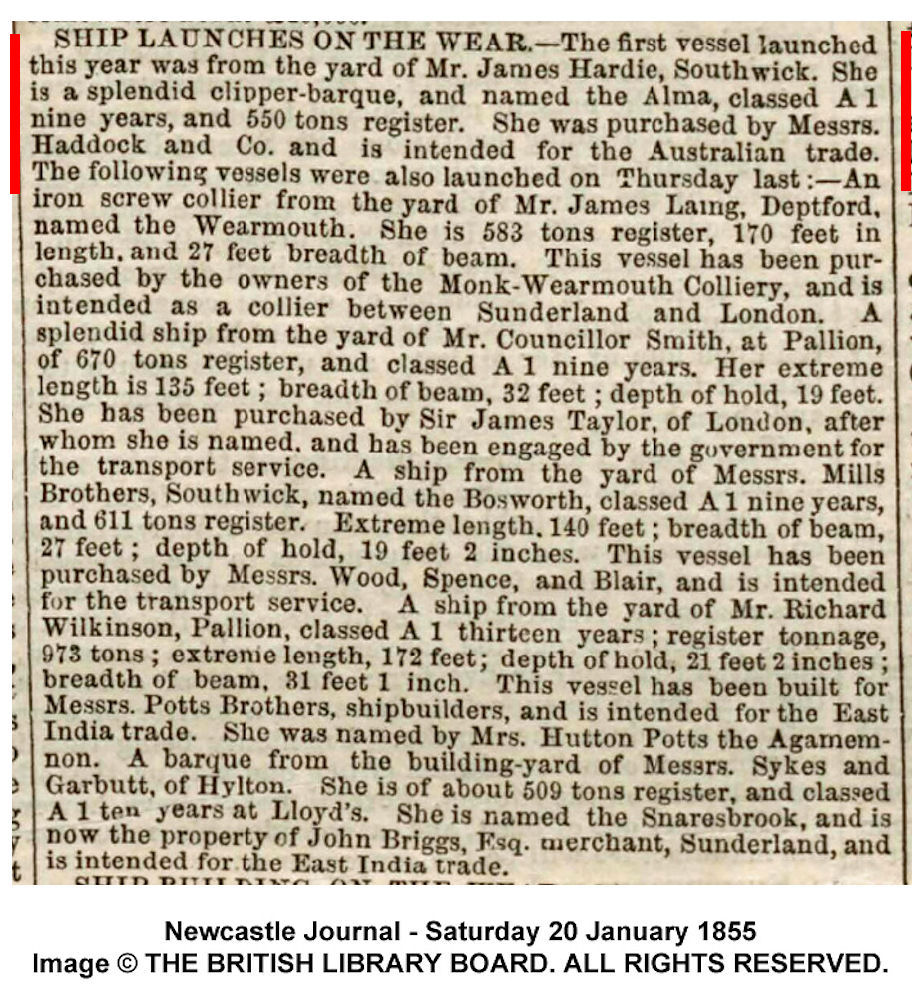 SHIP LAUNCHES ON THE WEAR.—The first vessel launched
this year was from the yard of Mr. James Hardie, Southwick. She
is a splendid clipper-barque, and named the Alma, classed A 1
nine years, and 550 tons register. She was purchased by Messrs.
Haddock and Co. and is intended for the Australian trade.
The following vessels were also launched on Thursday last :—An
iron screw collier from the yard of Mr. James Laing, Deptford,
named the Wearmouth. She is 583 tons register, 170 feet in
length, and 27 feet breadth of beam. This vessel has been pur-
chased by the owners of the Monk-Wearmouth Colliery, and is
intended as a collier between Sunderland and London. A
splendid ship from the yard of Mr. Councillor Smith, at Pallion,
of 670 tons register, and classed A 1 nine years. Her extreme
length is 135 feet ; breadth of beam, 32 feet ; depth of hold, 19 feet.
She has been purchased by Sir James Taylor, of London, after
whom she is named, and has been engaged by the government for
the transport service. A ship from the yard of Messrs. Mills
Brothers, Southwick, named the Bosworth, classed A 1 nine years,
and 611 tons register. Extreme length, 140 feet ; breadth of beam,
27 feet ; depth of hold, 19 feet 2 inches. This vessel has been
purchased by Messrs. Wood, Spence, and Blair, and is intended
for the transport service. A ship from the yard of Mr. Richard
Wilkinson, Pallion, classed A 1 thirteen years ; register tonnage,
973 tons ; extreme length, 172 feet; depth of hold, 21 feet 2 inches ;
breadth of beam, 31 feet 1 inch. This vessel has been built for
Messrs. Potts Brothers, shipbuilders, and is intended for the East
India trade. She was named by Mrs. Hutton Potts the Agamem-
non. A barque from the building-yard of Messrs. Sykes and
Garbutt, of Hylton. She is of about 509 tons register, and classed
A 1 ten years at Lloyd's. She is named the Snaresbrook, and is
now the property of John Briggs, Esq. merchant, Sunderland, and
is intended for the East India trade.
Newcastle Journal - Saturday 20 January 1855
Image © THE BRITISH LIBRARY BOARD. ALL RIGHTS RESERVED.